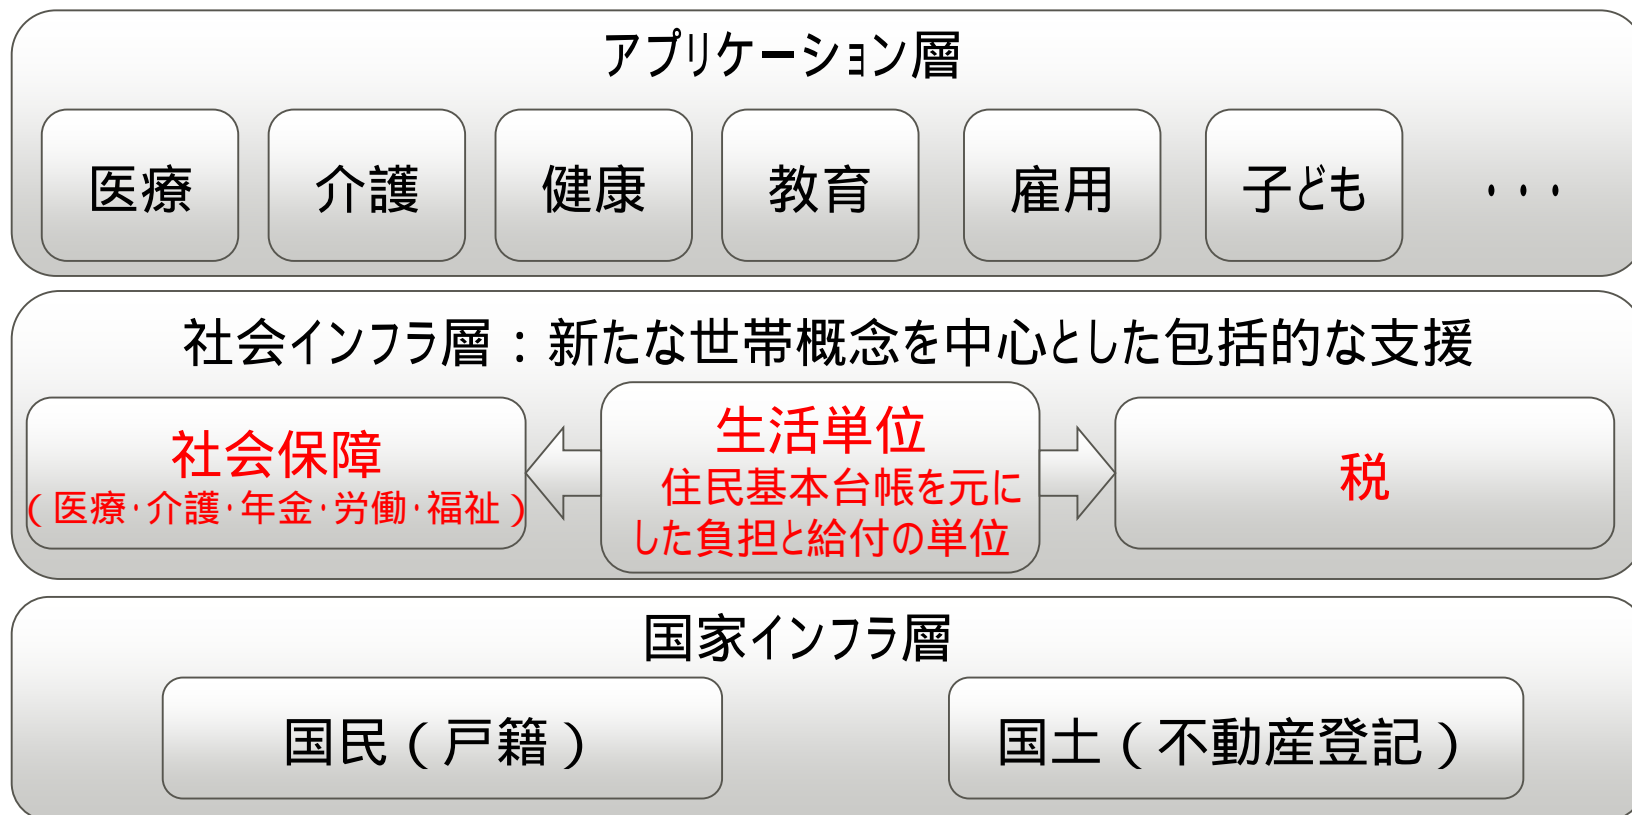 アプリケーション層
医療
介護
健康
教育
雇用
子ども
・・・
社会インフラ層：新たな世帯概念を中心とした包括的な支援
社会保障
（医療・介護・年金・労働・福祉）
生活単位
住民基本台帳を元に
した負担と給付の単位
税
国家インフラ層
国民（戸籍）
国土（不動産登記）